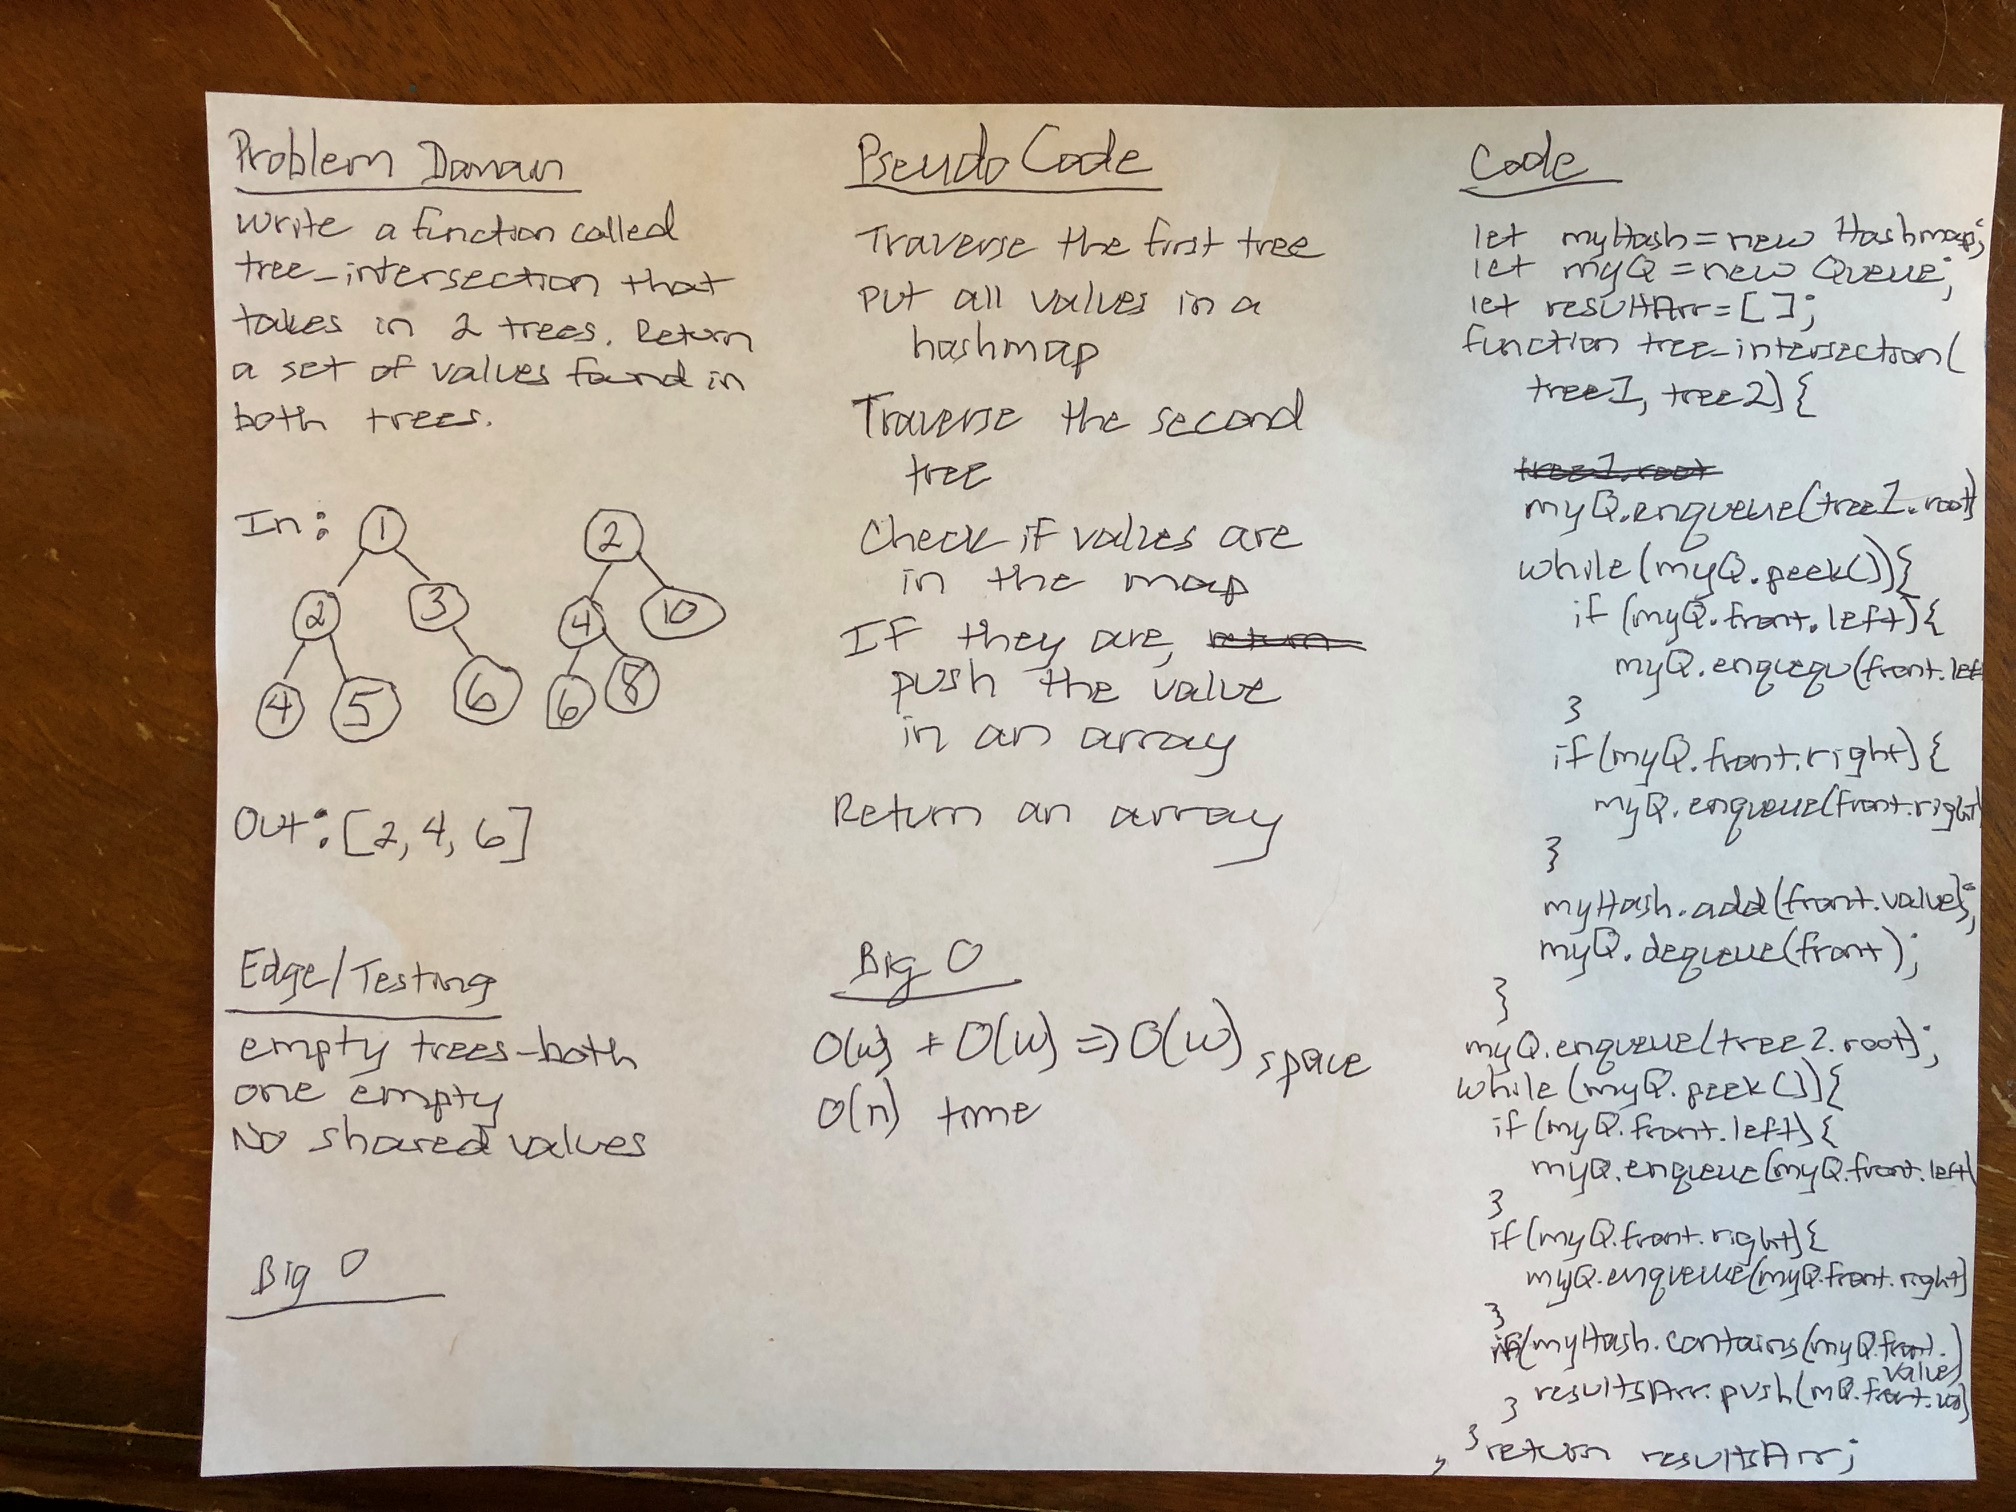 Problem Domain
Write a function called
tree_intersection that
takes in 2 trees. Return
a set of values found in
both trees.
In:
1
2 3
4 5 6
2
4 10
6 8
Out: [2, 4, 6]
Edge/Testing
empty trees - both
one empty
No shared values
Big O
Pseudo Code
Traverse the first tree
Put all values in a
hashmap
Traverse the second
tree
Check if values are
in the map
If they are, return
push the value
in an array
Return an array
Big O
O(w) + O(w) => O(w) space
O(n) time
Code
let myHash = new Hashmap;
let myQ = new Queue;
let resultArr = [];
function tree_intersection(
tree1, tree2) {
tree1.root
myQ.enqueue(tree1.root)
while (myQ.peek()) {
if (myQ.front.left) {
myQ.enqueue(front.left
}
if (myQ.front.right) {
myQ.enqueue(front.right)
}
myHash.add(front.value);
myQ.dequeue(front);
}
myQ.enqueue(tree2.root);
while (myQ.peek()) {
if (myQ.front.left) {
myQ.enqueue(myQ.front.left)
}
if (myQ.front.right) {
myQ.enqueue(myQ.front.right)
}
if (myHash.contains(myQ.front.
value)
resultsArr.push(mQ.front.val)
}
} return resultArr;